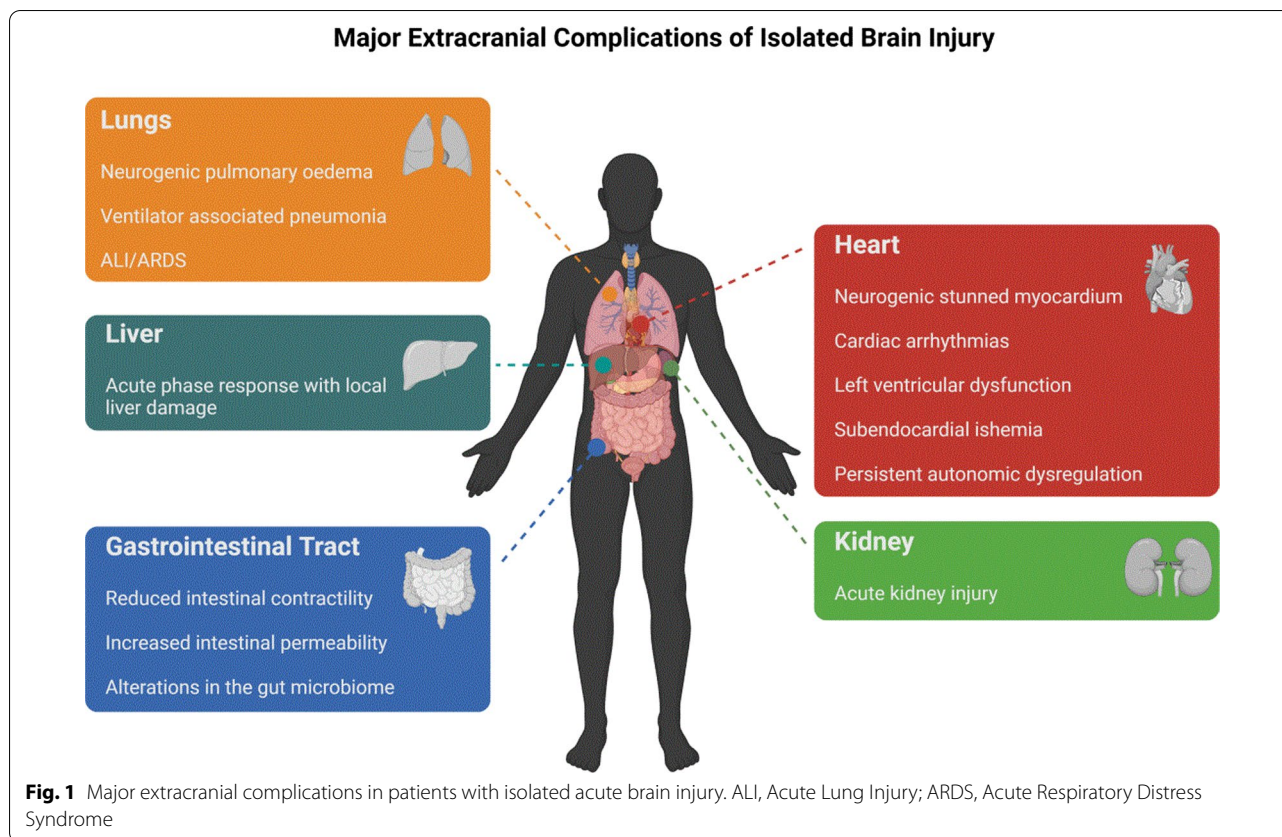 Major Extracranial Complications of Isolated Brain Injury
Lungs
Neurogenic pulmonary oedema
Ventilator associated pneumonia
ALI/ARDS
Liver
Acute phase response with local
liver damage
Gastrointestinal Tract
Reduced intestinal contractility
Increased intestinal permeability
Alterations in the gut microbiome
Heart
Neurogenic stunned myocardium
Cardiac arrhythmias
Left ventricular dysfunction
Subendocardial ishemia
Persistent autonomic dysregulation
Kidney
Acute kidney injury
Fig. 1 Major extracranial complications in patients with isolated acute brain injury. ALI, Acute Lung Injury; ARDS, Acute Respiratory Distress
Syndrome